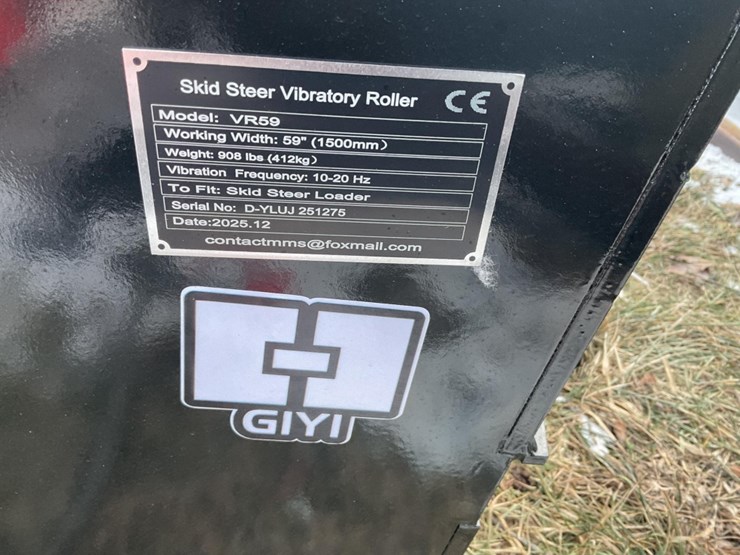 Skid Steer Vibratory Roller CE
Model: VR59
Working Width: 59" (1500mm)
Weight: 908 lbs (412kg)
Vibration Frequency: 10-20 Hz
To Fit: Skid Steer Loader
Serial No: D-YLUJ 251275
Date:2025.12
contactmms@foxmail.com
GIYI